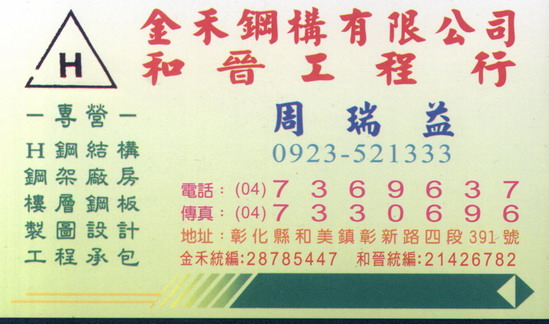 H
金禾鋼構有限公司
和晉工程行
周瑞益
0923-521333
－專營－
H鋼結構
鋼架廠房
樓層鋼板
製圖設計
工程承包
電話：(04)7369637
傳真：(04)7330696
地址：彰化縣和美鎮彰新路四段391號
金禾統編:28785447 和晉統編:21426782